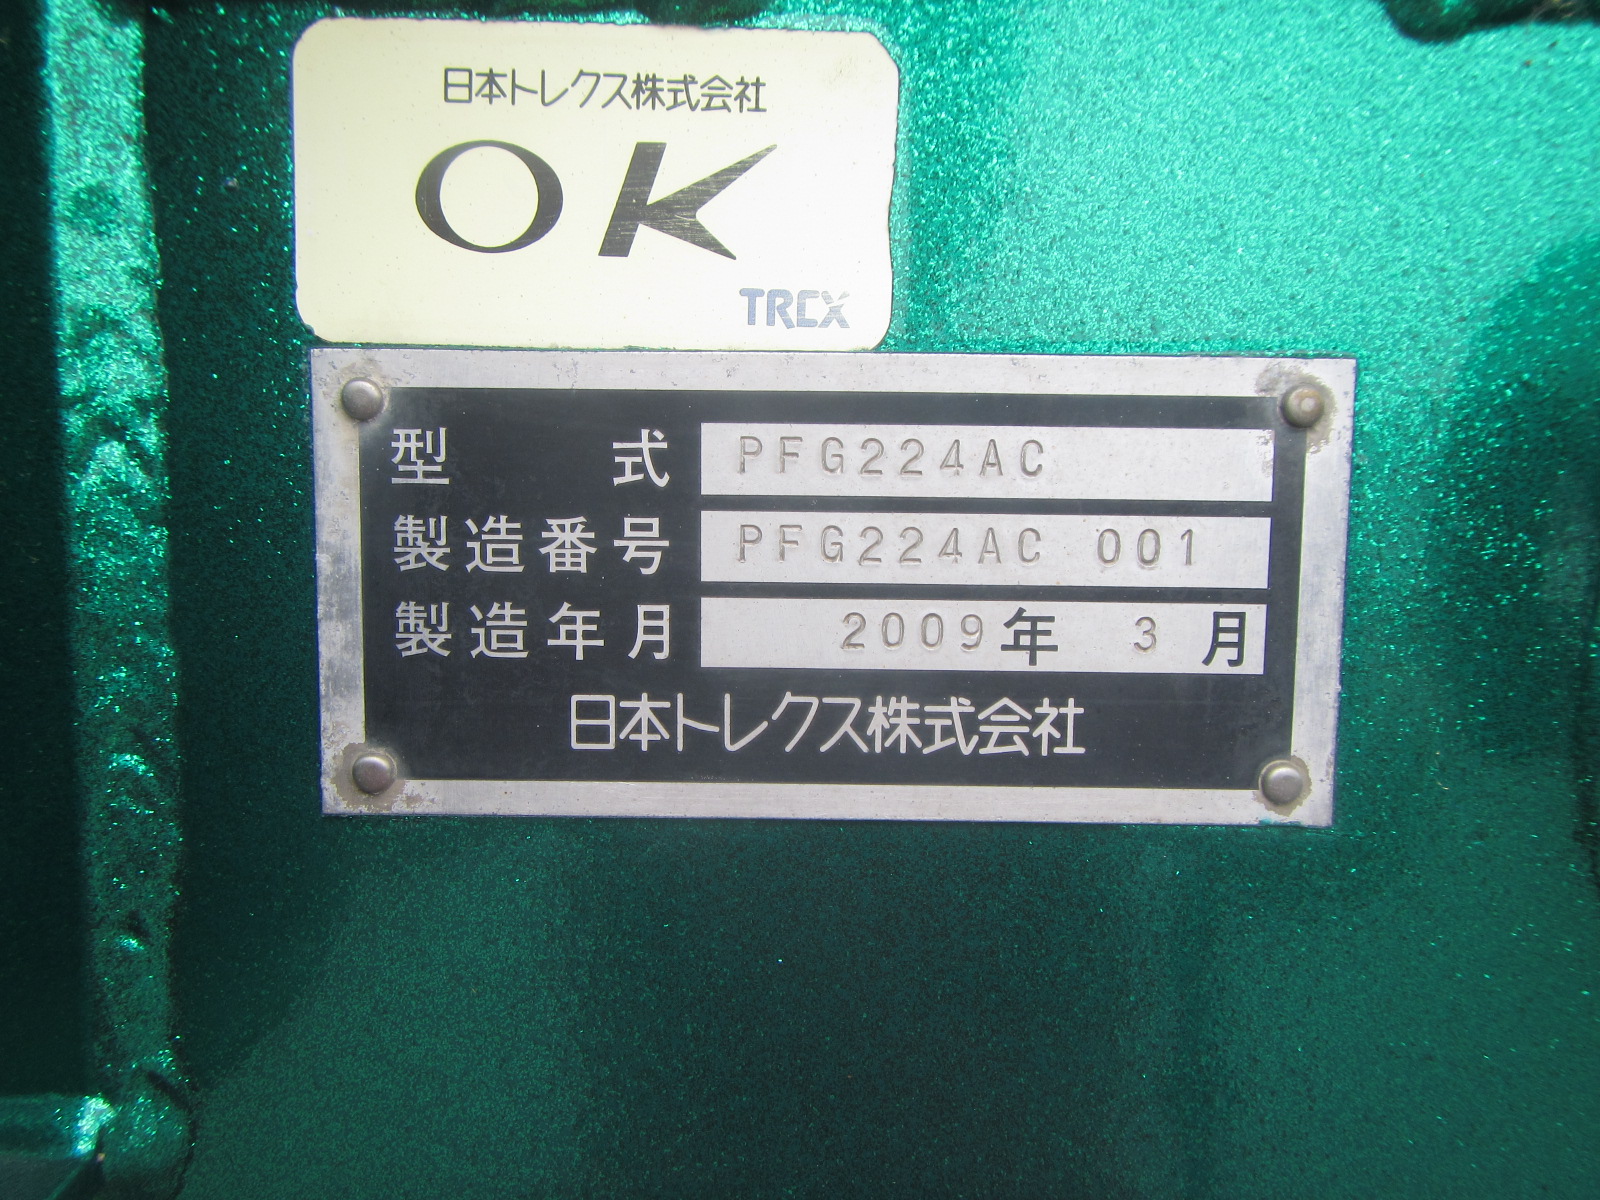 日本トレクス株式会社
OK
TREX
型式 PFG224AC
製造番号 PFG224AC 001
製造年月 2009年 3月
日本トレクス株式会社